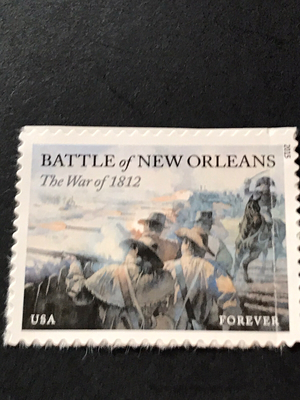 BATTLE of NEW ORLEANS
The War of 1812
2015
USA
FOREVER